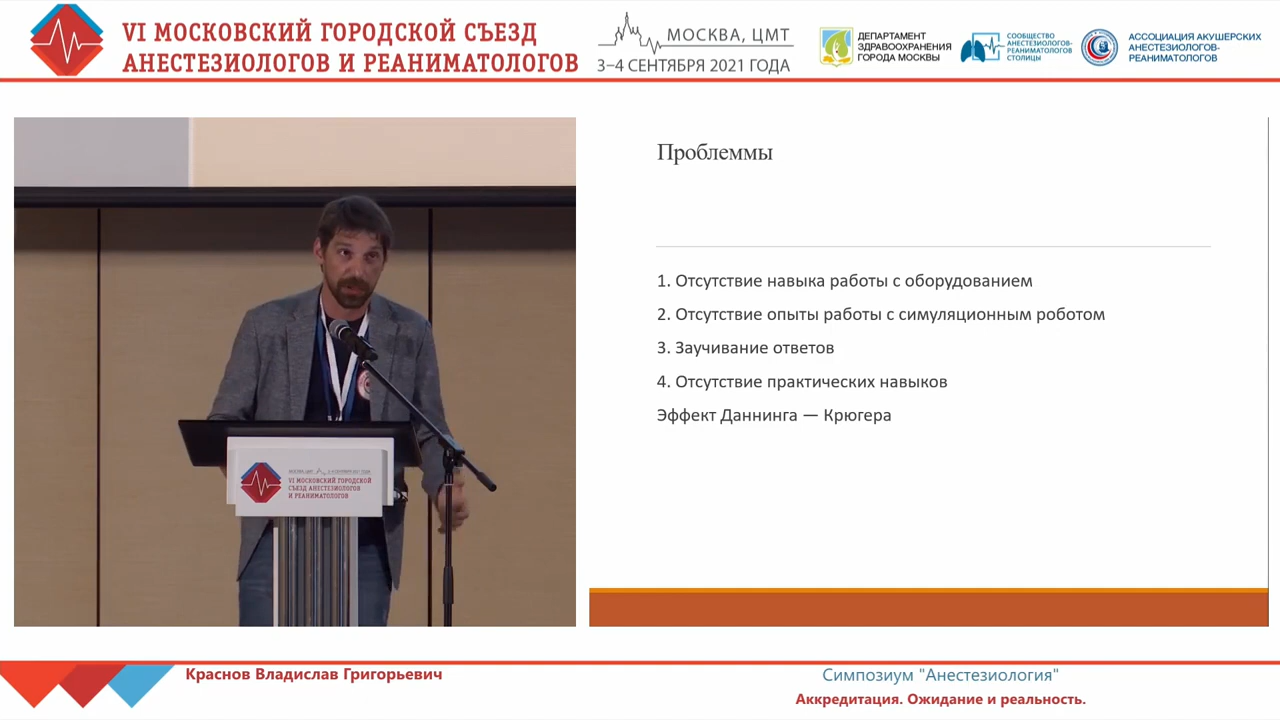 VI МОСКОВСКИЙ ГОРОДСКОЙ СЪЕЗД
АНЕСТЕЗИОЛОГОВ И РЕАНИМАТОЛОГОВ
МОСКВА, ЦМТ
3–4 СЕНТЯБРЯ 2021 ГОДА
ДЕПАРТАМЕНТ
ЗДРАВООХРАНЕНИЯ
ГОРОДА МОСКВЫ
СООБЩЕСТВО
АНЕСТЕЗИОЛОГОВ-
РЕАНИМАТОЛОГОВ
СТОЛИЦЫ
АССОЦИАЦИЯ АКУШЕРСКИХ
АНЕСТЕЗИОЛОГОВ-
РЕАНИМАТОЛОГОВ
Проблеммы
1. Отсутствие навыка работы с оборудованием
2. Отсутствие опыты работы с симуляционным роботом
3. Заучивание ответов
4. Отсутствие практических навыков
Эффект Даннинга — Крюгера
VI МОСКОВСКИЙ ГОРОДСКОЙ
СЪЕЗД АНЕСТЕЗИОЛОГОВ
И РЕАНИМАТОЛОГОВ
Краснов Владислав Григорьевич
Симпозиум "Анестезиология"
Аккредитация. Ожидание и реальность.